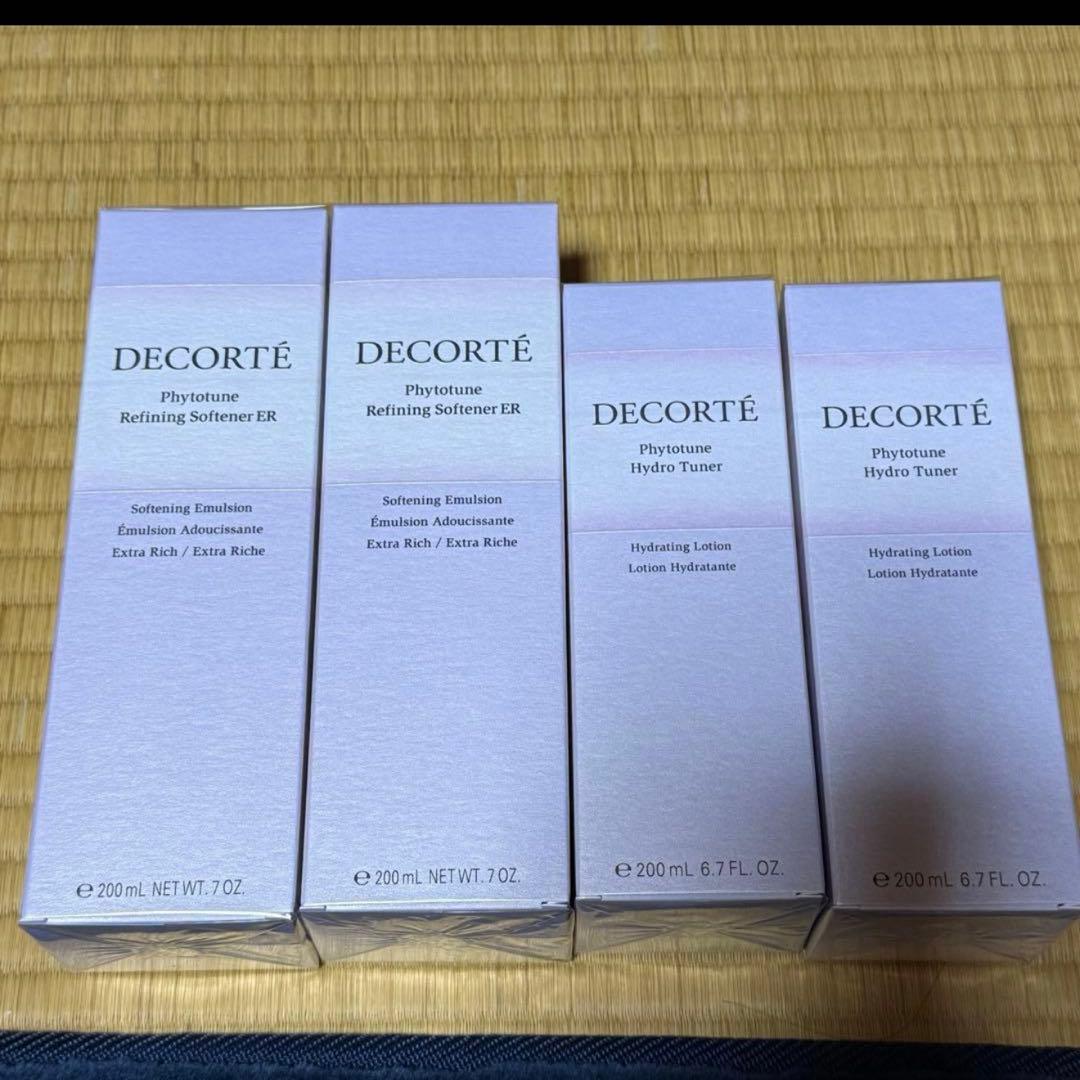 DECORTÉ
Phytotune
Refining Softener ER
Softening Emulsion
Émulsion Adoucissante
Extra Rich / Extra Riche
℮ 200 mL NET WT. 7 OZ.
DECORTÉ
Phytotune
Refining Softener ER
Softening Emulsion
Émulsion Adoucissante
Extra Rich / Extra Riche
℮ 200 mL NET WT. 7 OZ.
DECORTÉ
Phytotune
Hydro Tuner
Hydrating Lotion
Lotion Hydratante
℮ 200 mL 6.7 FL. OZ.
DECORTÉ
Phytotune
Hydro Tuner
Hydrating Lotion
Lotion Hydratante
℮ 200 mL 6.7 FL. OZ.